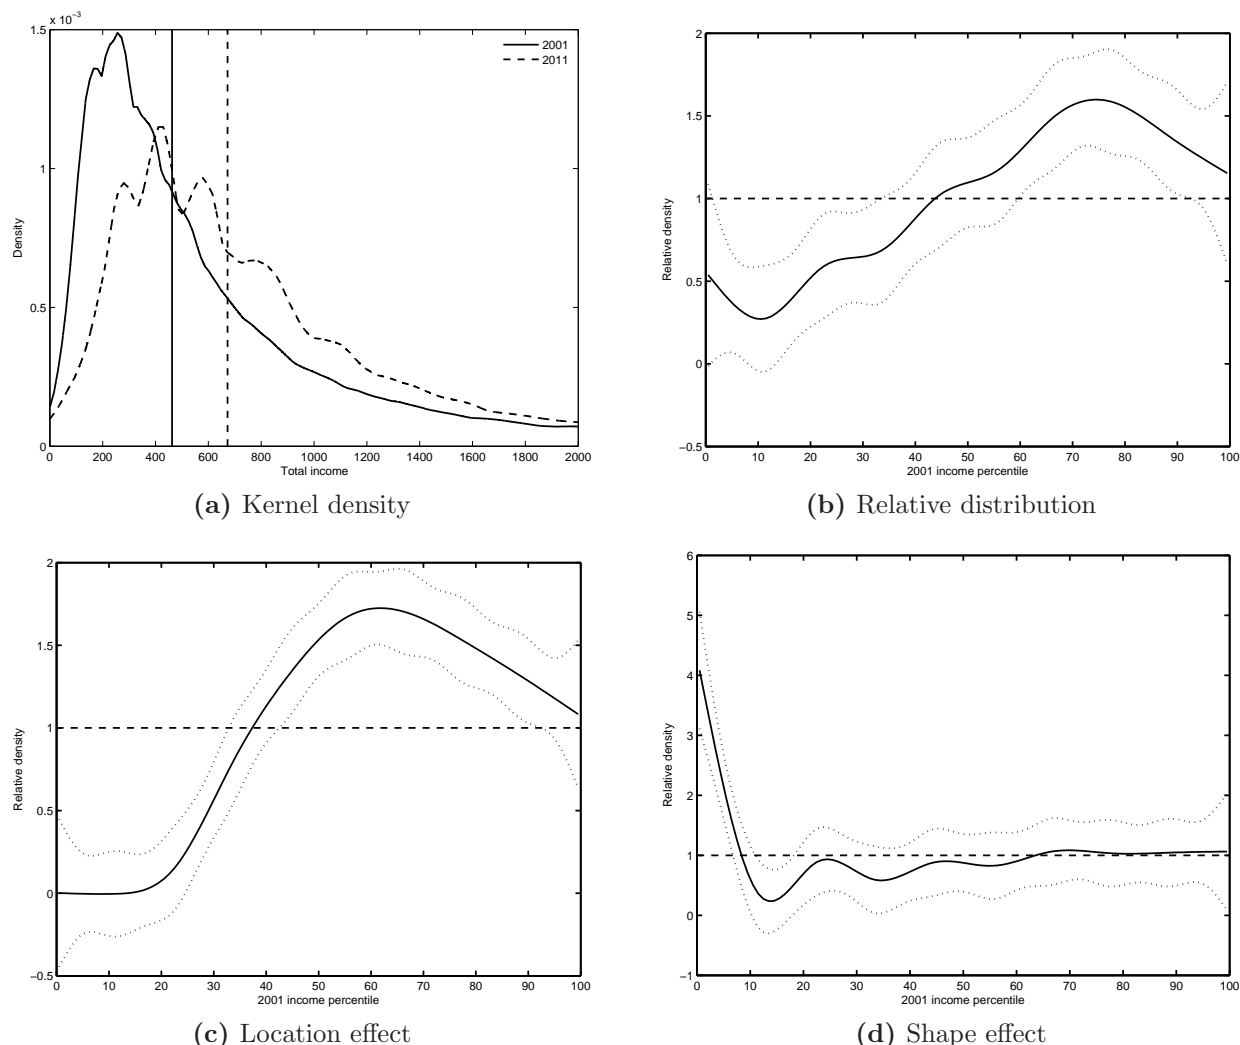 x 10⁻³
1.5
1
0.5
0
Density
2001
2011
0 200 400 600 800 1000 1200 1400 1600 1800 2000
Total income
(a) Kernel density
2
1.5
1
0.5
0
−0.5
Relative density
0 10 20 30 40 50 60 70 80 90 100
2001 income percentile
(b) Relative distribution
2
1.5
1
0.5
0
−0.5
Relative density
0 10 20 30 40 50 60 70 80 90 100
2001 income percentile
(c) Location effect
6
5
4
3
2
1
0
−1
Relative density
0 10 20 30 40 50 60 70 80 90 100
2001 income percentile
(d) Shape effect